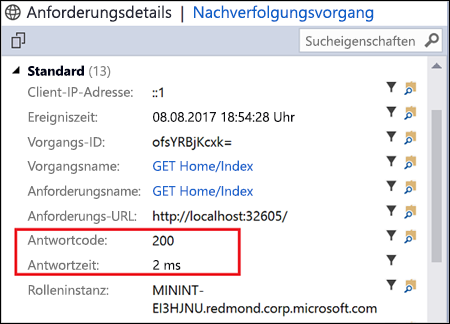 Anforderungsdetails | Nachverfolgungsvorgang
Sucheigenschaften
Standard (13)
Client-IP-Adresse: ::1
Ereigniszeit: 08.08.2017 18:54:28 Uhr
Vorgangs-ID: ofsYRBjKcxk=
Vorgangsname: GET Home/Index
Anforderungsname: GET Home/Index
Anforderungs-URL: http://localhost:32605/
Antwortcode: 200
Antwortzeit: 2 ms
Rolleninstanz: MININT-
EI3HJNU.redmond.corp.microsoft.com